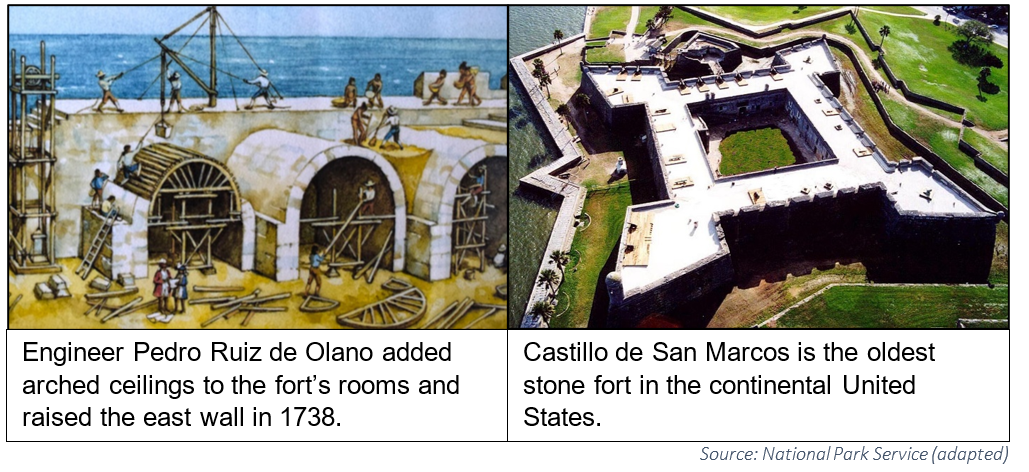 Engineer Pedro Ruiz de Olano added
arched ceilings to the fort’s rooms and
raised the east wall in 1738.
Castillo de San Marcos is the oldest
stone fort in the continental United
States.
Source: National Park Service (adapted)